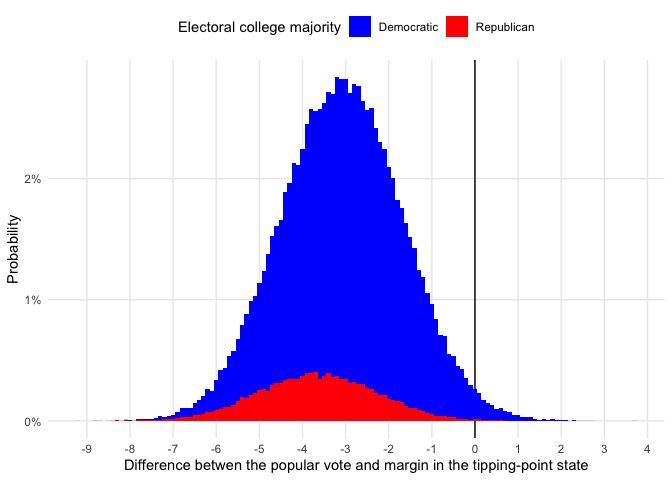 Electoral college majority Democratic Republican
Probability
2%
1%
0%
-9 -8 -7 -6 -5 -4 -3 -2 -1 0 1 2 3 4
Difference betwen the popular vote and margin in the tipping-point state